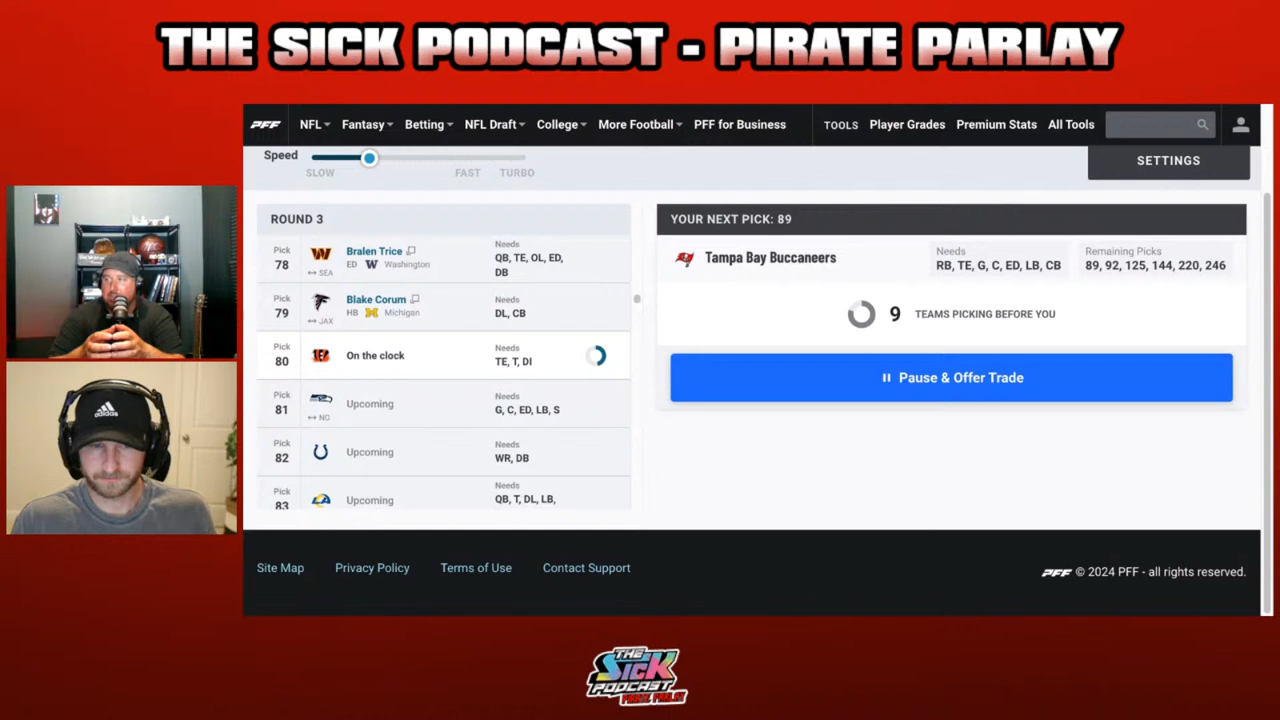 THE SICK PODCAST - PIRATE PARLAY
PFF NFL Fantasy Betting NFL Draft College More Football PFF for Business TOOLS Player Grades Premium Stats All Tools
Speed
SLOW FAST TURBO
SETTINGS
ROUND 3
Pick
78
↔ SEA
Bralen Trice
ED W Washington
Needs
QB, TE, OL, ED,
DB
Pick
79
↔ JAX
Blake Corum
HB M Michigan
Needs
DL, CB
Pick
80
On the clock
Needs
TE, T, DI
Pick
81
↔ NO
Upcoming
Needs
G, C, ED, LB, S
Pick
82
Upcoming
Needs
WR, DB
Pick
83
Upcoming
Needs
QB, T, DL, LB,
YOUR NEXT PICK: 89
Tampa Bay Buccaneers
Needs
RB, TE, G, C, ED, LB, CB
Remaining Picks
89, 92, 125, 144, 220, 246
9 TEAMS PICKING BEFORE YOU
Pause & Offer Trade
Site Map Privacy Policy Terms of Use Contact Support
PFF © 2024 PFF - all rights reserved.
adidas
THE
SICK
PODCAST
PIRATE PARLAY